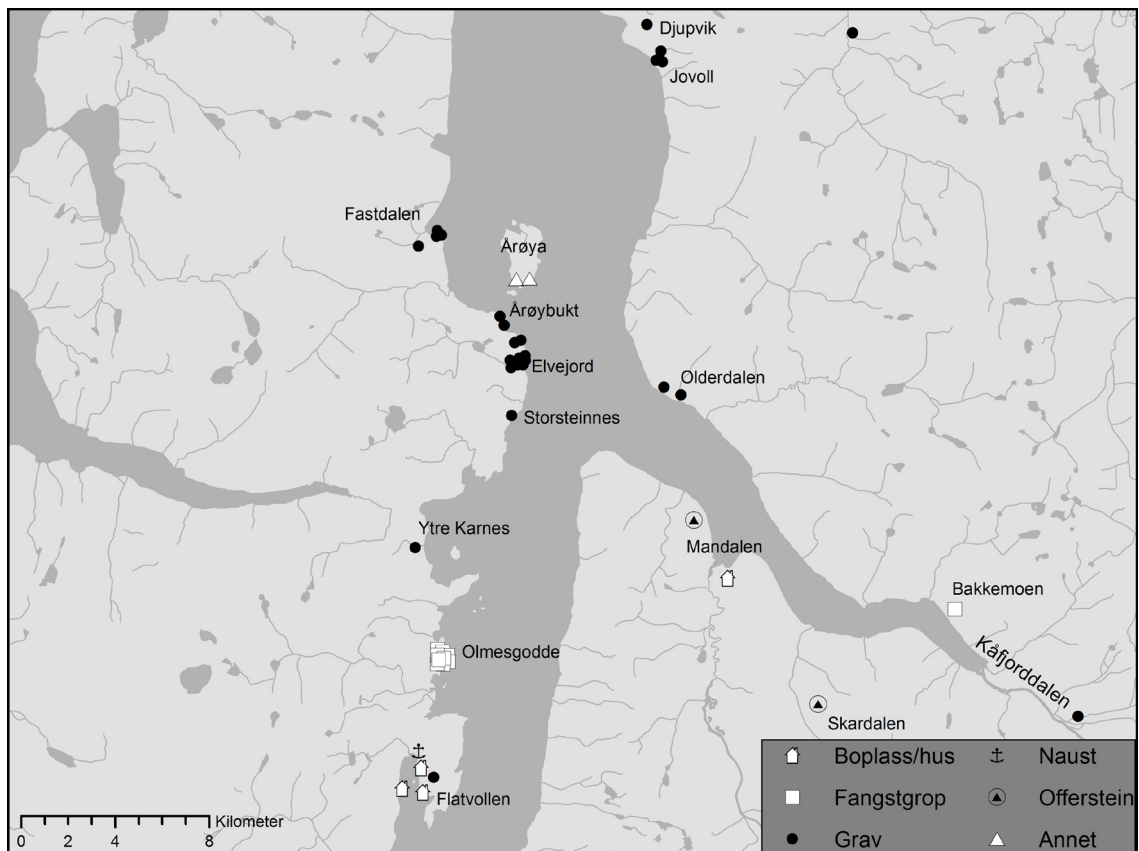 Djupvik
Jovoll
Fastdalen
Årøya
Årøybukt
Elvejord
Olderdalen
Storsteinnes
Ytre Karnes
Mandalen
Bakkemoen
Olmesgodde
Kåfjorddalen
Skardalen
Flatvollen
Boplass/hus
Naust
Fangstgrop
Offerstein
Grav
Annet
Kilometer
0 2 4 8